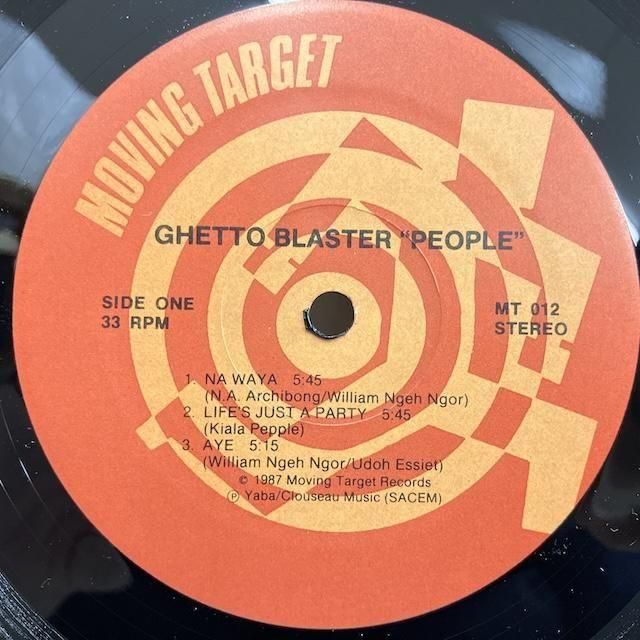 MOVING TARGET
GHETTO BLASTER "PEOPLE"
SIDE ONE
33 RPM
MT 012
STEREO
1. NA WAYA 5:45
(N.A. Archibong/William Ngeh Ngor)
2. LIFE'S JUST A PARTY 5:45
(Kiala Pepple)
3. AYE 5:15
(William Ngeh Ngor/Udoh Essiet)
© 1987 Moving Target Records
℗ Yaba/Clouseau Music (SACEM)